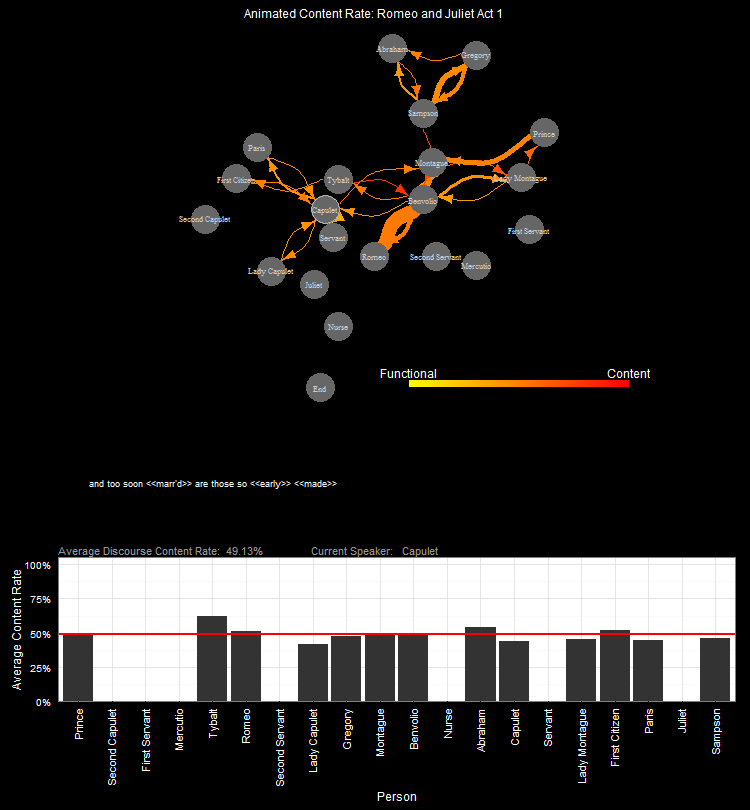 Animated Content Rate: Romeo and Juliet Act 1
Abraham
Gregory
Sampson
Prince
Paris
Montague
First Citizen
Tybalt
Lady Montague
Benvolio
Capulet
Second Capulet
First Servant
Servant
Romeo
Second Servant
Mercutio
Lady Capulet
Juliet
Nurse
End
Functional
Content
and too soon <<marr'd>> are those so <<early>> <<made>>
Average Discourse Content Rate: 49.13%
Current Speaker: Capulet
Average Content Rate
100%
75%
50%
25%
0%
Prince
Second Capulet
First Servant
Mercutio
Tybalt
Romeo
Second Servant
Lady Capulet
Gregory
Montague
Benvolio
Nurse
Abraham
Capulet
Servant
Lady Montague
First Citizen
Paris
Juliet
Sampson
Person